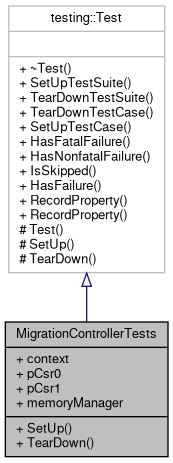 testing::Test
+ ~Test()
+ SetUpTestSuite()
+ TearDownTestSuite()
+ TearDownTestCase()
+ SetUpTestCase()
+ HasFatalFailure()
+ HasNonfatalFailure()
+ IsSkipped()
+ HasFailure()
+ RecordProperty()
+ RecordProperty()
# Test()
# SetUp()
# TearDown()
MigrationControllerTests
+ context
+ pCsr0
+ pCsr1
+ memoryManager
+ SetUp()
+ TearDown()